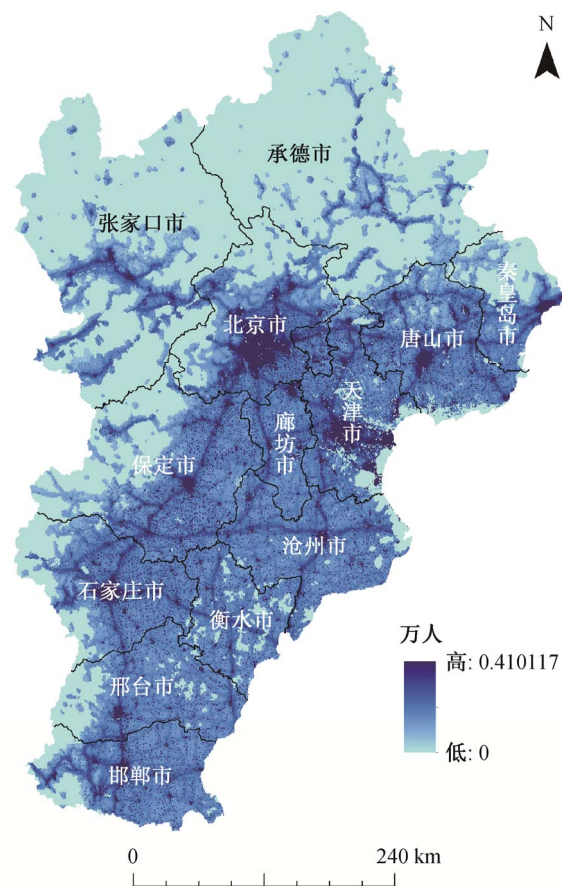 N
承德市
张家口市
秦皇岛市
北京市
唐山市
天津市
廊坊市
保定市
沧州市
石家庄市
衡水市
万人
高: 0.410117
邢台市
低: 0
邯郸市
0
240 km